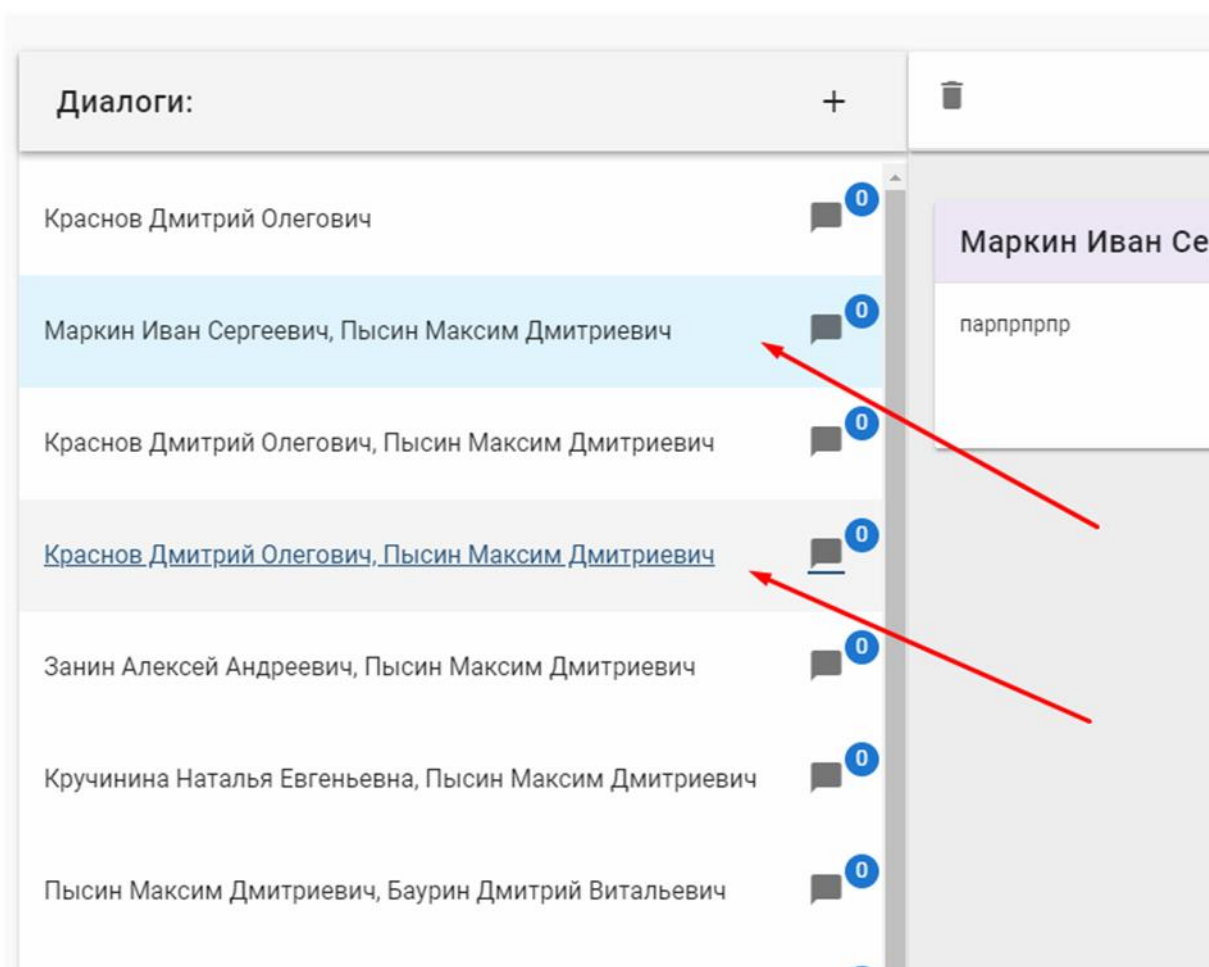 Диалоги:
Краснов Дмитрий Олегович
0
Маркин Иван Сергеевич, Пысин Максим Дмитриевич
0
Краснов Дмитрий Олегович, Пысин Максим Дмитриевич
0
Краснов Дмитрий Олегович, Пысин Максим Дмитриевич
0
Занин Алексей Андреевич, Пысин Максим Дмитриевич
0
Кручинина Наталья Евгеньевна, Пысин Максим Дмитриевич
0
Пысин Максим Дмитриевич, Баурин Дмитрий Витальевич
0
Маркин Иван Се
парпрпрпр